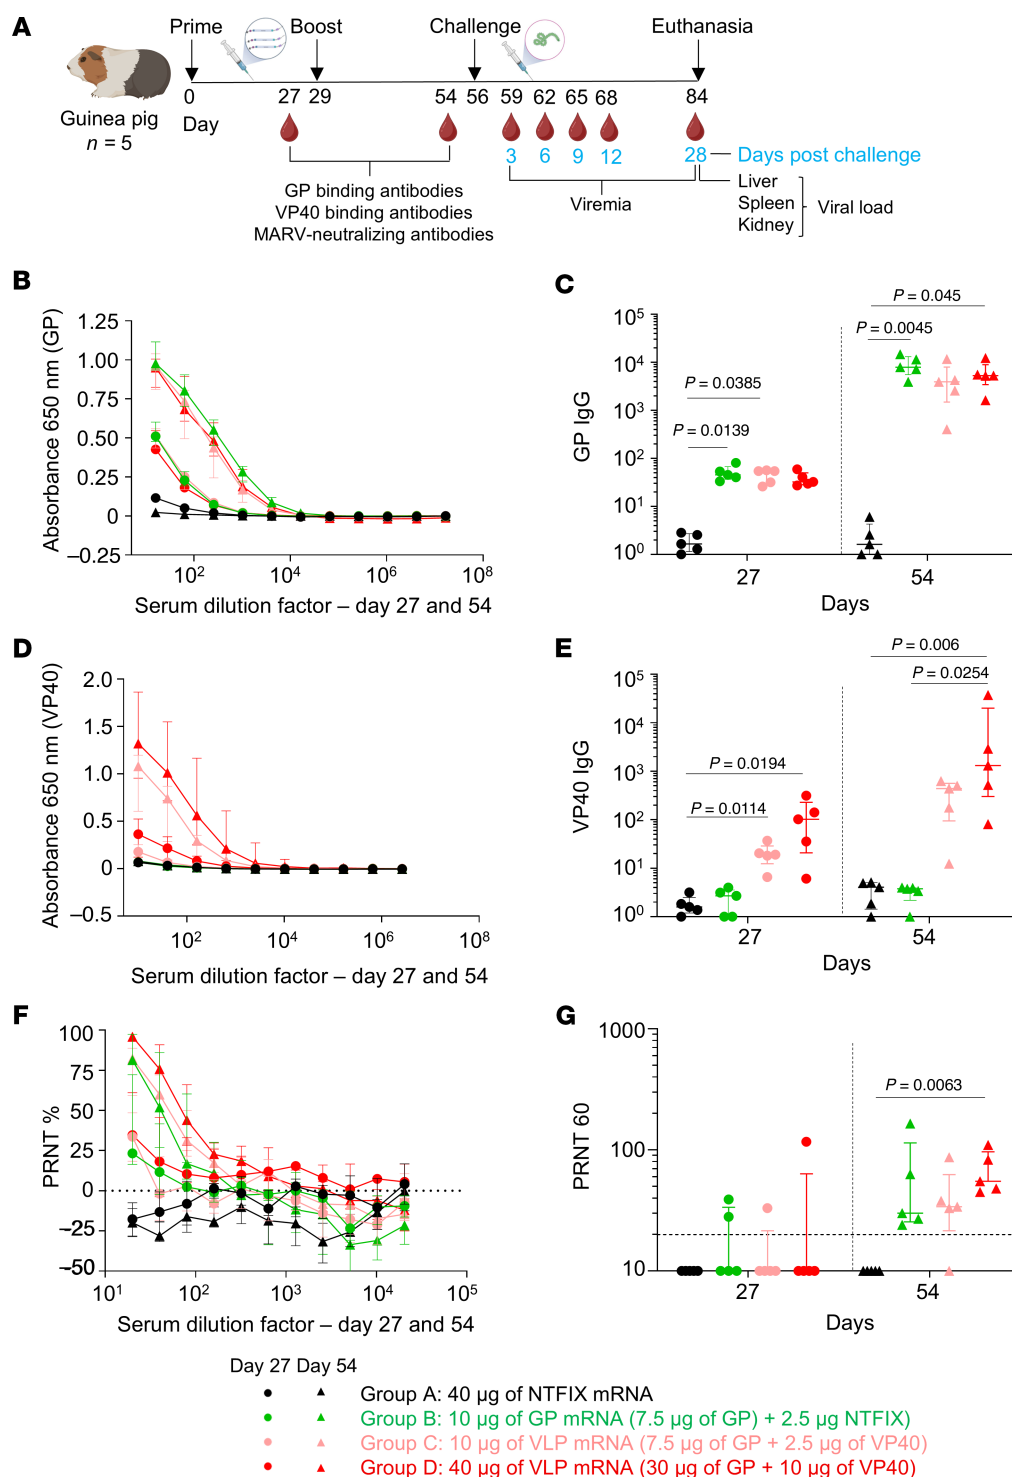 A
Prime
Boost
Challenge
Euthanasia
0
27
29
54
56
59
62
65
68
84
Day
Guinea pig
n = 5
3
6
9
12
28
Days post challenge
GP binding antibodies
VP40 binding antibodies
MARV-neutralizing antibodies
Viremia
Liver
Spleen
Kidney
Viral load
B
Absorbance 650 nm (GP)
1.25
1.00
0.75
0.50
0.25
0
–0.25
10²
10⁴
10⁶
10⁸
Serum dilution factor – day 27 and 54
C
GP IgG
10⁵
10⁴
10³
10²
10¹
10⁰
P = 0.0385
P = 0.0139
P = 0.045
P = 0.0045
27
54
Days
D
Absorbance 650 nm (VP40)
2.0
1.5
1.0
0.5
0
–0.5
10²
10⁴
10⁶
10⁸
Serum dilution factor – day 27 and 54
E
VP40 IgG
10⁵
10⁴
10³
10²
10¹
10⁰
P = 0.0194
P = 0.0114
P = 0.006
P = 0.0254
27
54
Days
F
PRNT %
100
75
50
25
0
–25
–50
10¹
10²
10³
10⁴
10⁵
Serum dilution factor – day 27 and 54
G
PRNT 60
1000
100
10
P = 0.0063
27
54
Days
Day 27 Day 54
Group A: 40 µg of NTFIX mRNA
Group B: 10 µg of GP mRNA (7.5 µg of GP) + 2.5 µg NTFIX)
Group C: 10 µg of VLP mRNA (7.5 µg of GP + 2.5 µg of VP40)
Group D: 40 µg of VLP mRNA (30 µg of GP + 10 µg of VP40)